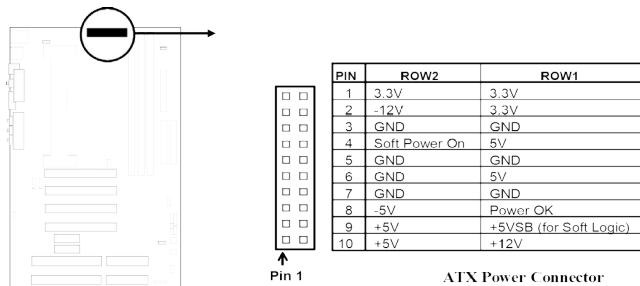 PIN ROW2 ROW1
1 3.3V 3.3V
2 -12V 3.3V
3 GND GND
4 Soft Power On 5V
5 GND GND
6 GND 5V
7 GND GND
8 -5V Power OK
9 +5V +5VSB (for Soft Logic)
10 +5V +12V
Pin 1
ATX Power Connector